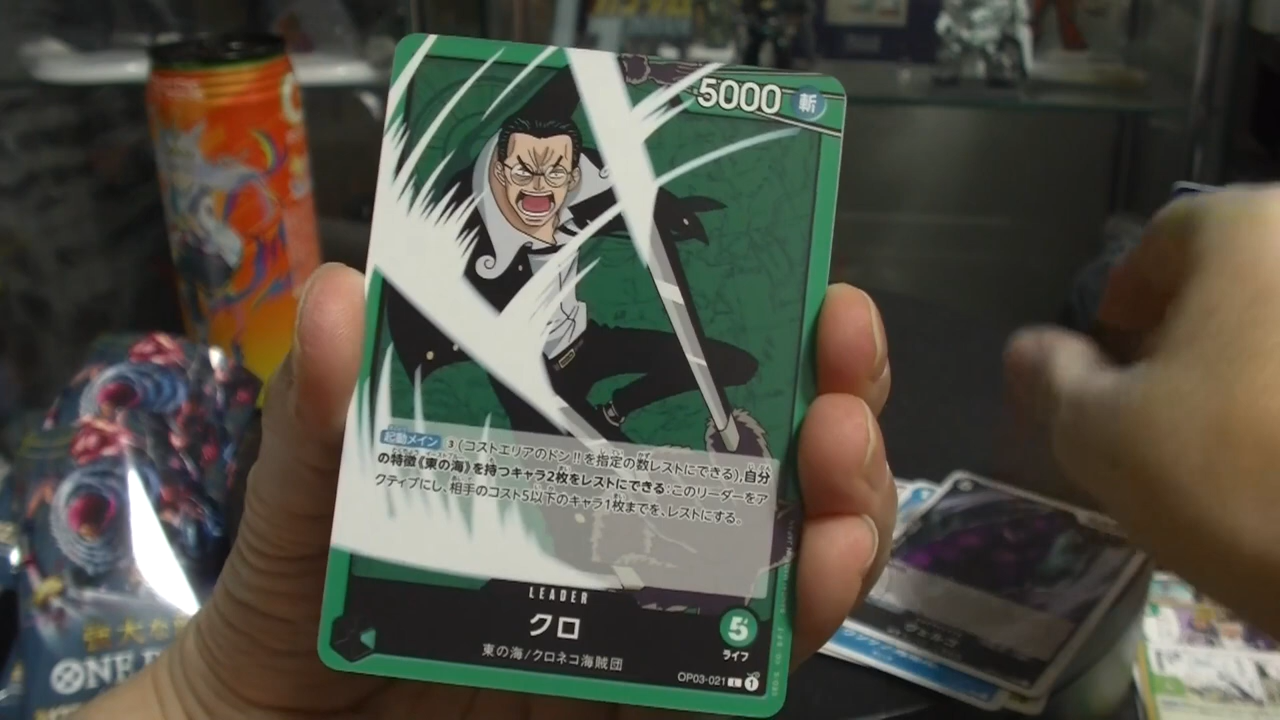 5000 斬
起動メイン 3(コストエリアのドン!!を指定の数レストにできる),自分
の特徴《東の海》を持つキャラ2枚をレストにできる:このリーダーをア
クティブにし、相手のコスト5以下のキャラ1枚までを、レストにする。
LEADER
クロ
5
ライフ
東の海/クロネコ海賊団
OP03-021 L
強大な
ONE P